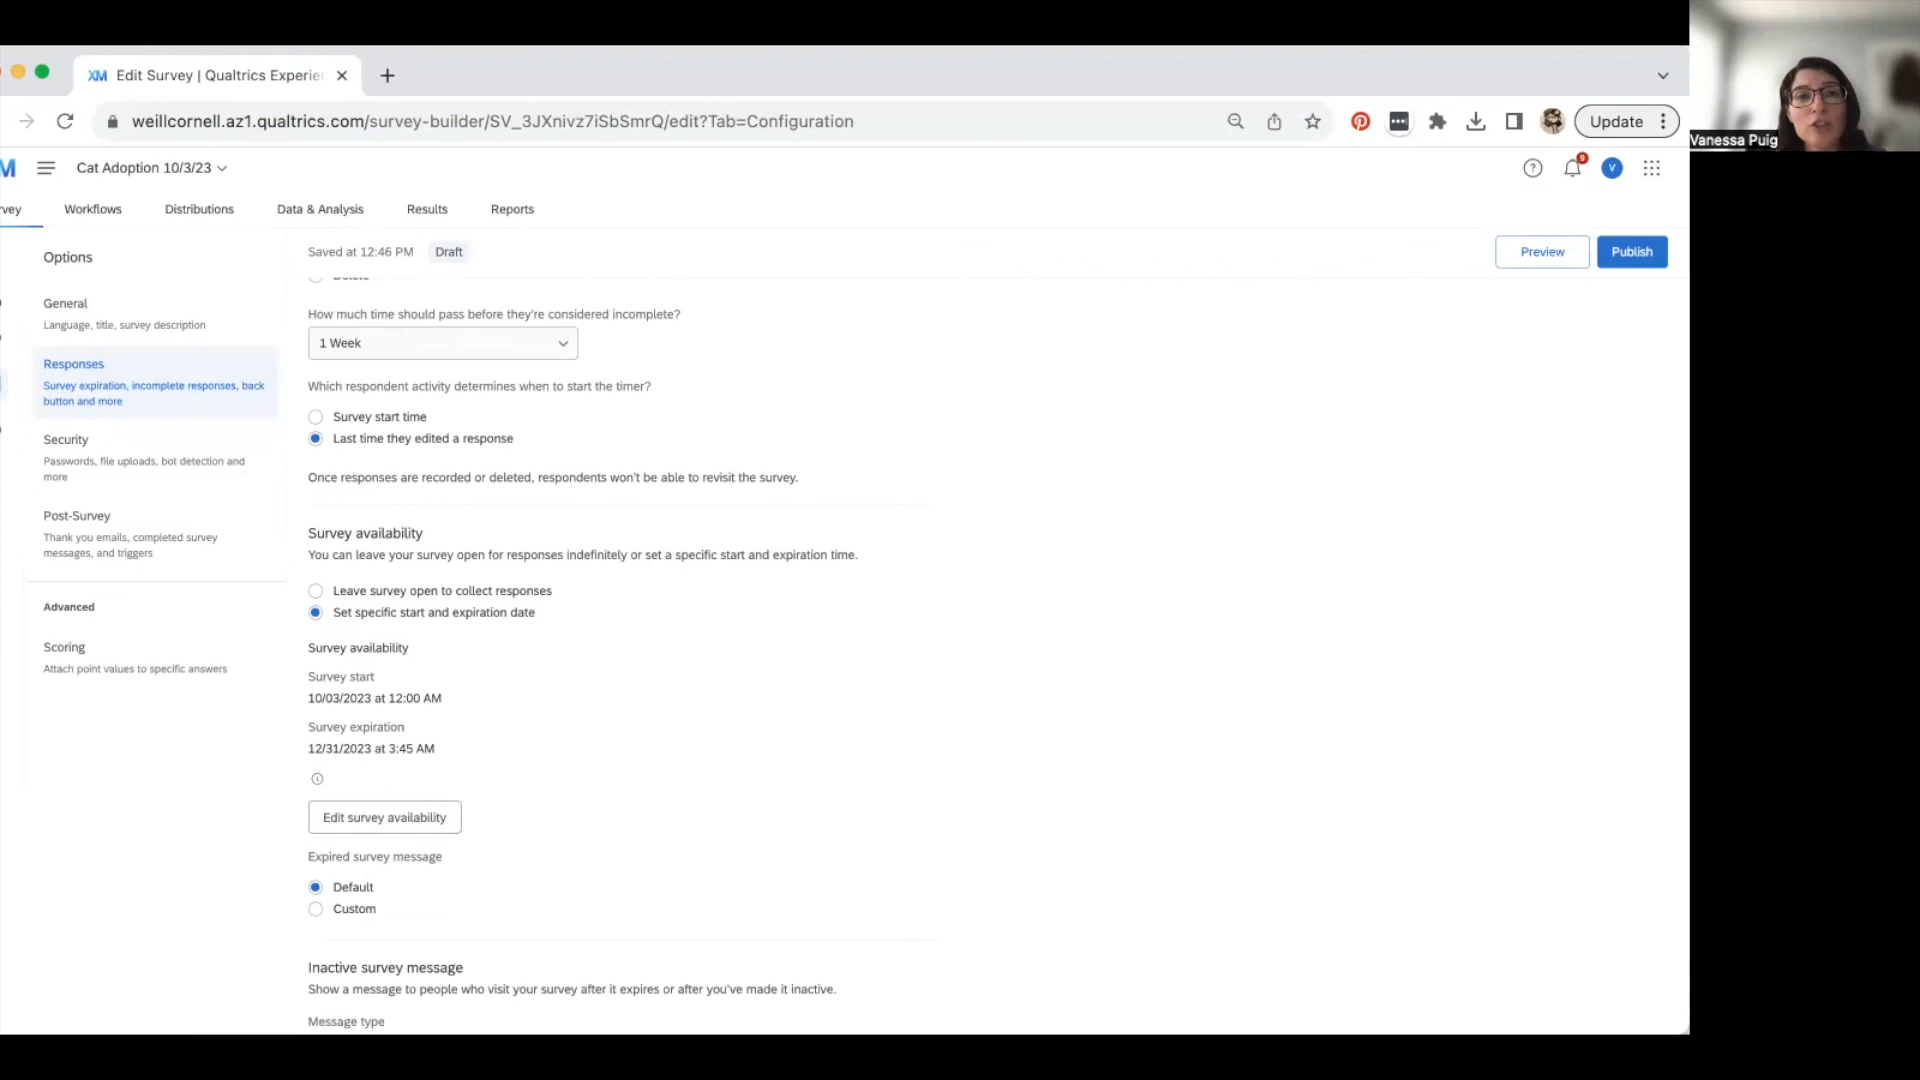 XM Edit Survey | Qualtrics Experien
weillcornell.az1.qualtrics.com/survey-builder/SV_3JXnivz7iSbSmrQ/edit?Tab=Configuration
Update
Vanessa Puig
M
Cat Adoption 10/3/23
9
V
rvey
Workflows
Distributions
Data & Analysis
Results
Reports
Options
Saved at 12:46 PM
Draft
Preview
Publish
General
Language, title, survey description
Responses
Survey expiration, incomplete responses, back
button and more
Security
Passwords, file uploads, bot detection and
more
Post-Survey
Thank you emails, completed survey
messages, and triggers
Advanced
Scoring
Attach point values to specific answers
Delete
How much time should pass before they're considered incomplete?
1 Week
Which respondent activity determines when to start the timer?
Survey start time
Last time they edited a response
Once responses are recorded or deleted, respondents won't be able to revisit the survey.
Survey availability
You can leave your survey open for responses indefinitely or set a specific start and expiration time.
Leave survey open to collect responses
Set specific start and expiration date
Survey availability
Survey start
10/03/2023 at 12:00 AM
Survey expiration
12/31/2023 at 3:45 AM
Edit survey availability
Expired survey message
Default
Custom
Inactive survey message
Show a message to people who visit your survey after it expires or after you've made it inactive.
Message type